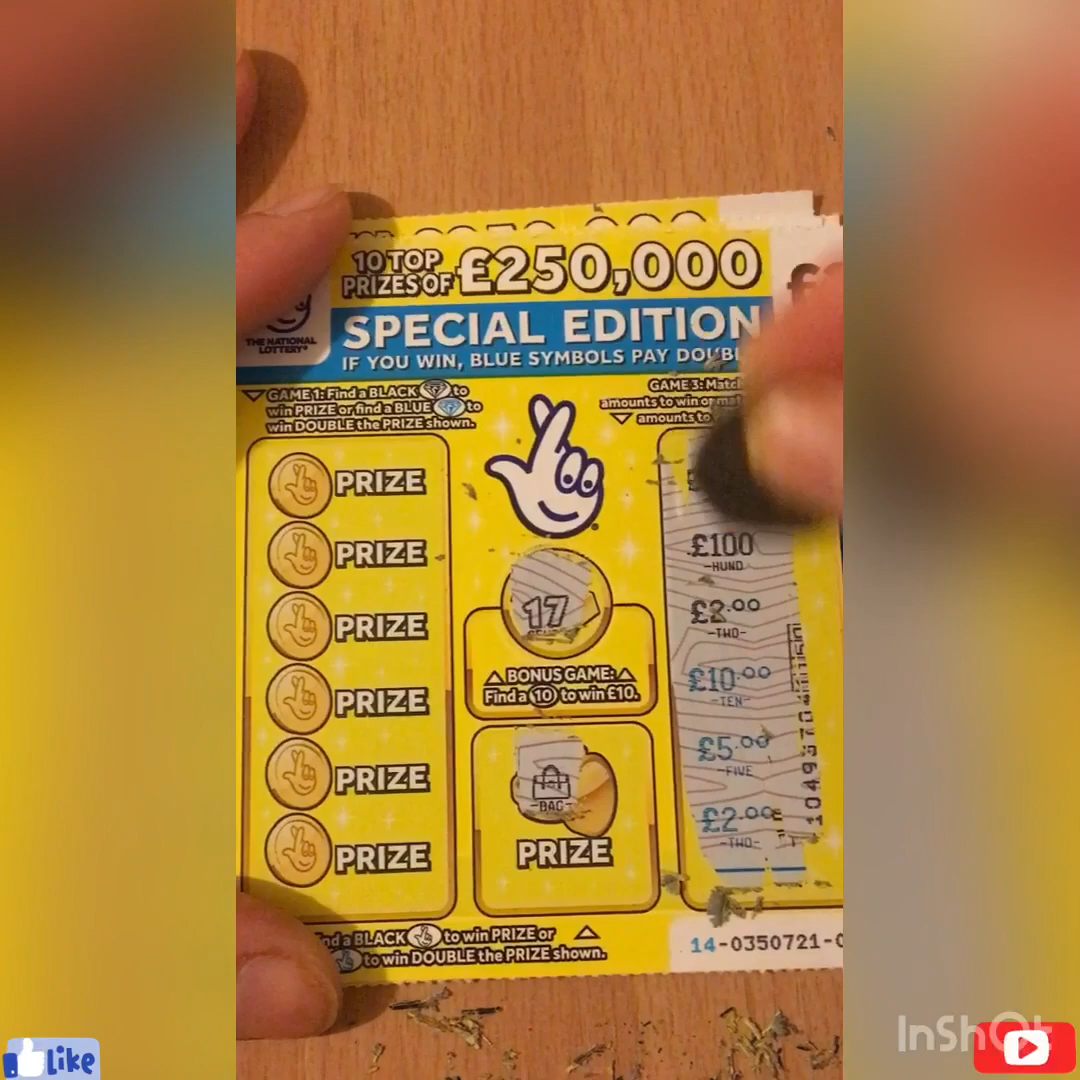 10 TOP
PRIZES OF £250,000
THE NATIONAL
LOTTERY®
SPECIAL EDITION
IF YOU WIN, BLUE SYMBOLS PAY
GAME 1: Find a BLACK to
win PRIZE or find a BLUE to
win DOUBLE the PRIZE shown.
GAME 3:
amounts to win or
amounts to
PRIZE
PRIZE
PRIZE
PRIZE
PRIZE
PRIZE
17
BONUS GAME:
Find a 10 to win £10.
-BAG-
PRIZE
£100
-HUND
-TWO-
£10.00
-TEN-
£5.00
-FIVE
£2.00
-TWO-
a BLACK to win PRIZE or
to win DOUBLE the PRIZE shown.
14-0350721-
Like
InShOt